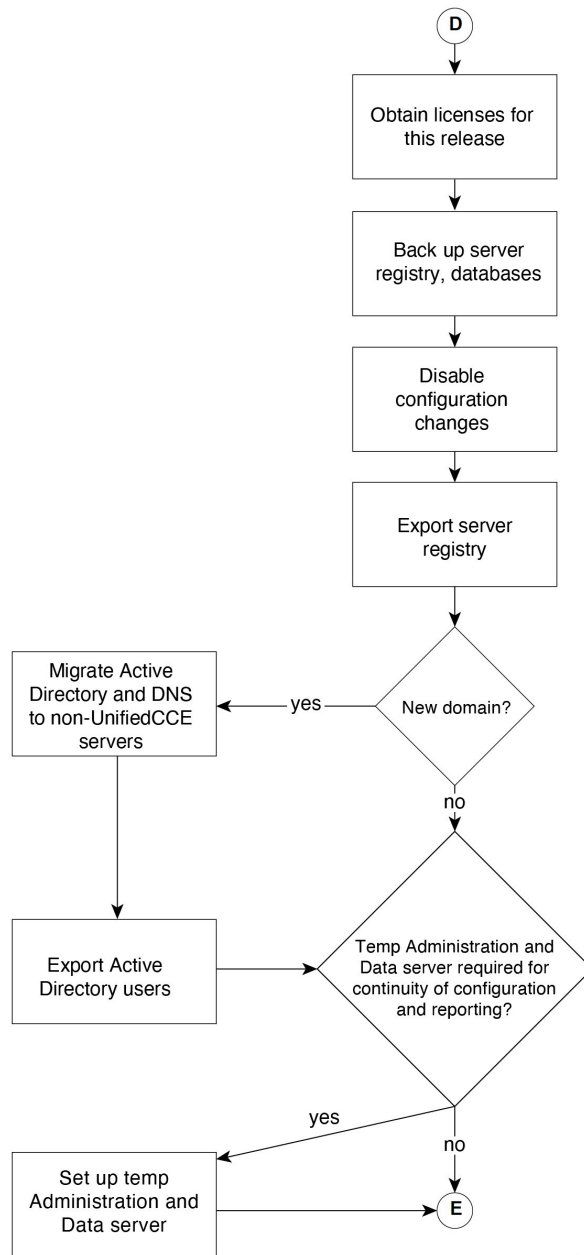 D
Obtain licenses for
this release
Back up server
registry, databases
Disable
configuration
changes
Export server
registry
New domain?
yes
Migrate Active
Directory and DNS
to non-UnifiedCCE
servers
no
Export Active
Directory users
Temp Administration and
Data server required for
continuity of configuration
and reporting?
yes
no
Set up temp
Administration and
Data server
E